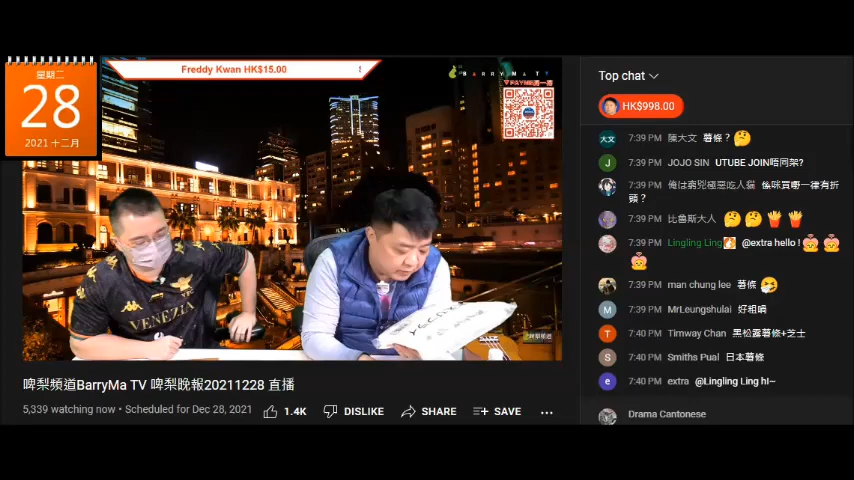 星期二
28
2021 十二月
Freddy Kwan HK$15.00
BARRYMATV
VENEZIA
啤梨頻道BarryMa TV 啤梨晚報20211228 直播
5,339 watching now • Scheduled for Dec 28, 2021
1.4K
DISLIKE
SHARE
SAVE
Top chat
HK$998.00
大文 7:39 PM 陳大文 薯條？
J 7:39 PM JOJO SIN UTUBE JOIN唔同架?
7:39 PM 俺は窮兇極惡吃人貓 係咪買嘢一律有折
頭？
7:39 PM 比魯斯大人
7:39 PM Lingling Ling @extra hello !
7:39 PM man chung lee 薯條
M 7:39 PM MrLeungshulai 好相喎
T 7:40 PM Timway Chan 黑松露薯條+芝士
S 7:40 PM Smiths Pual 日本薯條
e 7:40 PM extra @Lingling Ling hI~
Drama Cantonese